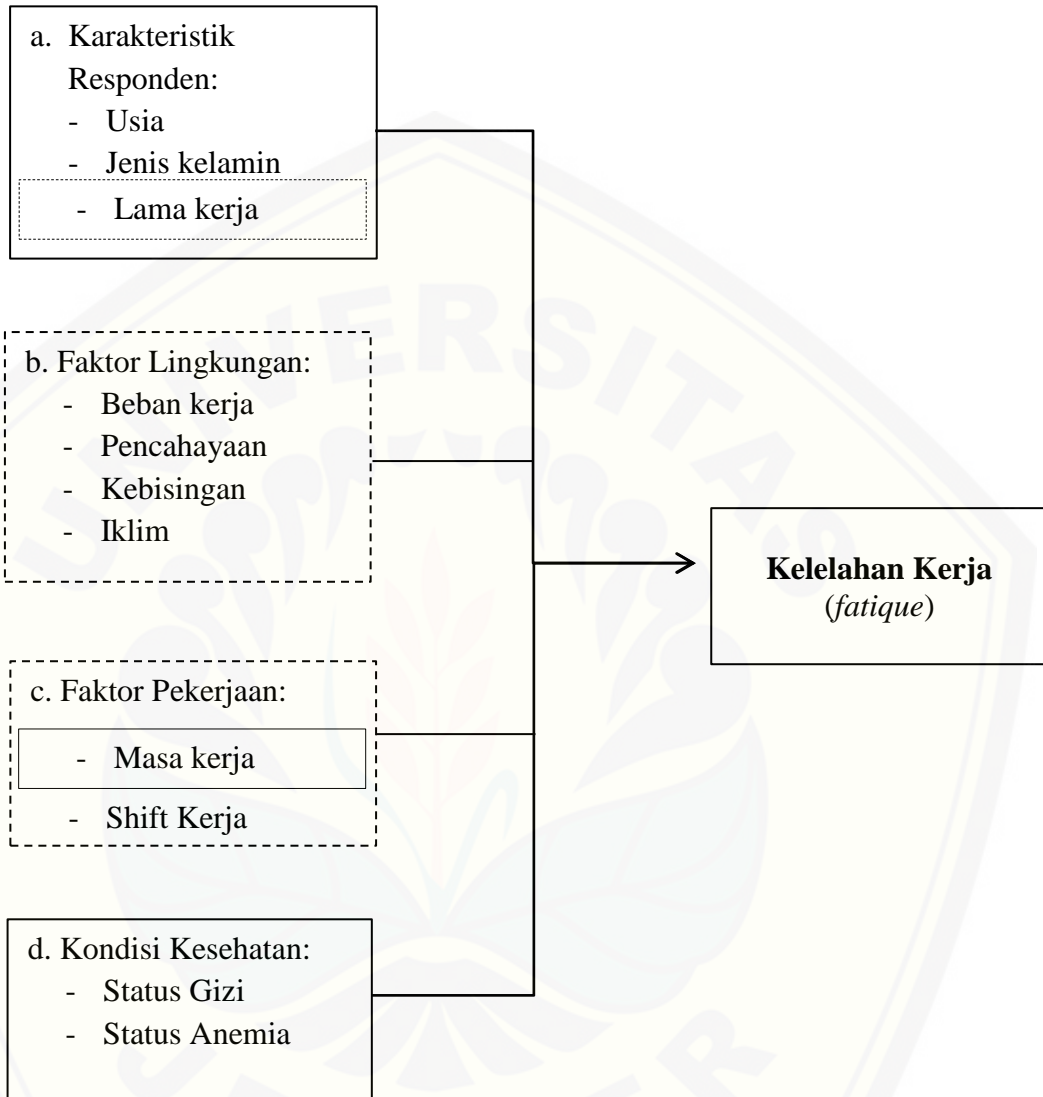 a. Karakteristik
Responden:
- Usia
- Jenis kelamin
- Lama kerja
b. Faktor Lingkungan:
- Beban kerja
- Pencahayaan
- Kebisingan
- Iklim
c. Faktor Pekerjaan:
- Masa kerja
- Shift Kerja
d. Kondisi Kesehatan:
- Status Gizi
- Status Anemia
Kelelahan Kerja
(fatique)
UNIVERSITAS